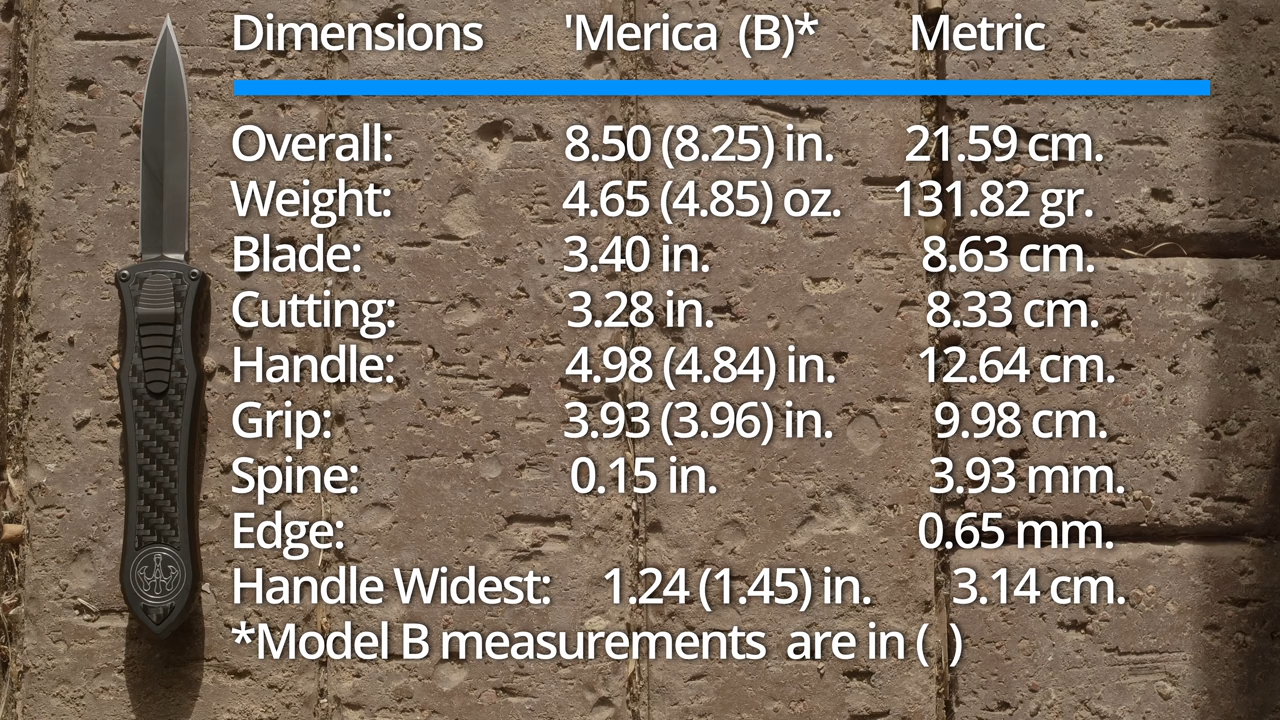 Dimensions 'Merica (B)* Metric
Overall: 8.50 (8.25) in. 21.59 cm.
Weight: 4.65 (4.85) oz. 131.82 gr.
Blade: 3.40 in. 8.63 cm.
Cutting: 3.28 in. 8.33 cm.
Handle: 4.98 (4.84) in. 12.64 cm.
Grip: 3.93 (3.96) in. 9.98 cm.
Spine: 0.15 in. 3.93 mm.
Edge: 0.65 mm.
Handle Widest: 1.24 (1.45) in. 3.14 cm.
*Model B measurements are in ( )